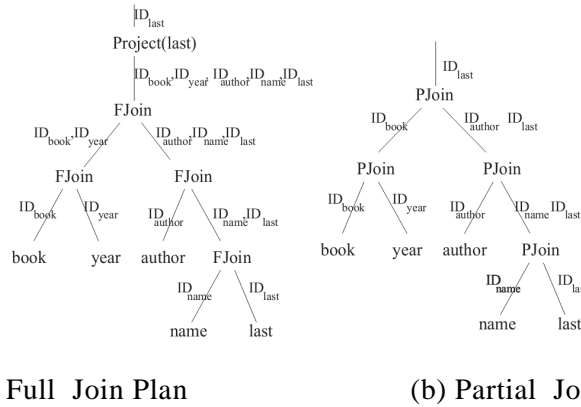 ID_last
Project(last)
ID_book,ID_year, ID_author,ID_name,ID_last
FJoin
ID_book,ID_year
ID_author,ID_name,ID_last
FJoin
FJoin
ID_book
ID_year
ID_author
ID_name,ID_last
book
year
author
FJoin
ID_name
ID_last
name
last
Full Join Plan
ID_last
PJoin
ID_book
ID_author ID_last
PJoin
PJoin
ID_book
ID_year
ID_author
ID_name ID_last
book
year
author
PJoin
ID_name
ID_la
name
last
(b) Partial Jo